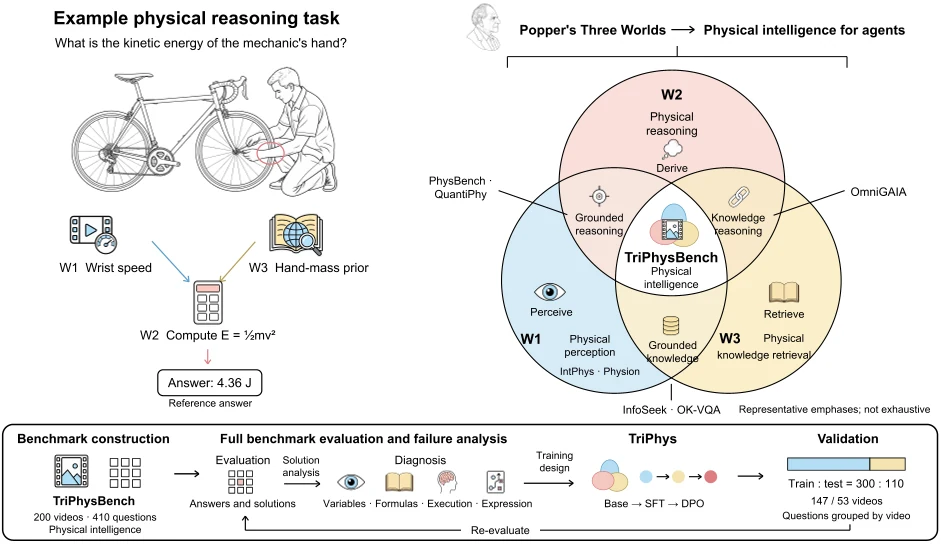 Example physical reasoning task
What is the kinetic energy of the mechanic's hand?
W1 Wrist speed
W3 Hand-mass prior
W2 Compute E = ½mv²
Answer: 4.36 J
Reference answer
Popper's Three Worlds → Physical intelligence for agents
W2
Physical
reasoning
Derive
PhysBench ·
QuantiPhy
OmniGAIA
Grounded
reasoning
Knowledge
reasoning
TriPhysBench
Physical
intelligence
Perceive
W1
Physical
perception
IntPhys · Physion
Retrieve
W3
Physical
knowledge retrieval
Grounded
knowledge
InfoSeek · OK-VQA
Representative emphases; not exhaustive
Benchmark construction
TriPhysBench
200 videos · 410 questions
Physical intelligence
Full benchmark evaluation and failure analysis
Evaluation
Answers and solutions
Solution
analysis
Diagnosis
Variables · Formulas · Execution · Expression
Training
design
TriPhys
Base → SFT → DPO
Validation
Train : test = 300 : 110
147 / 53 videos
Questions grouped by video
Re-evaluate